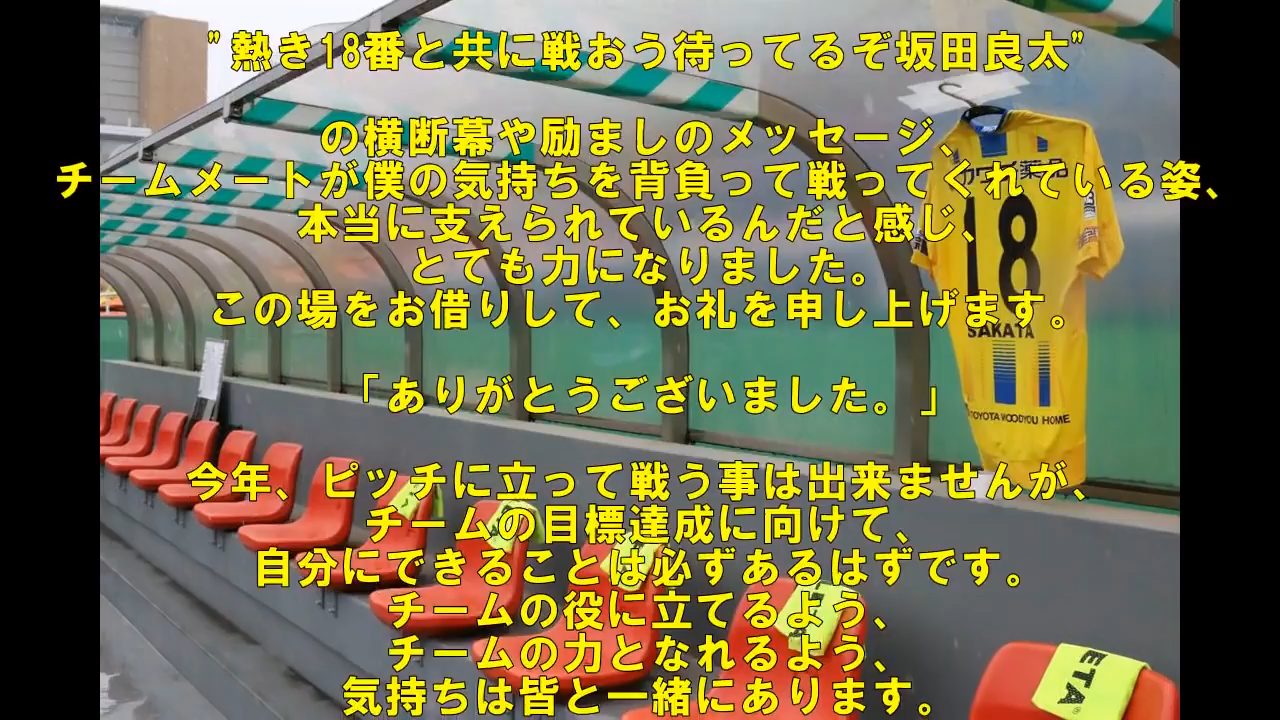 "熱き18番と共に戦おう待ってるぞ坂田良太"
の横断幕や励ましのメッセージ、
チームメートが僕の気持ちを背負って戦ってくれている姿、
本当に支えられているんだと感じ、
とても力になりました。
この場をお借りして、お礼を申し上げます。
「ありがとうございました。」
今年、ピッチに立って戦う事は出来ませんが、
チームの目標達成に向けて、
自分にできることは必ずあるはずです。
チームの役に立てるよう、
チームの力となれるよう、
気持ちは皆と一緒にあります。
18
SAKATA
TOYOTA WOODYOU HOME
ETA